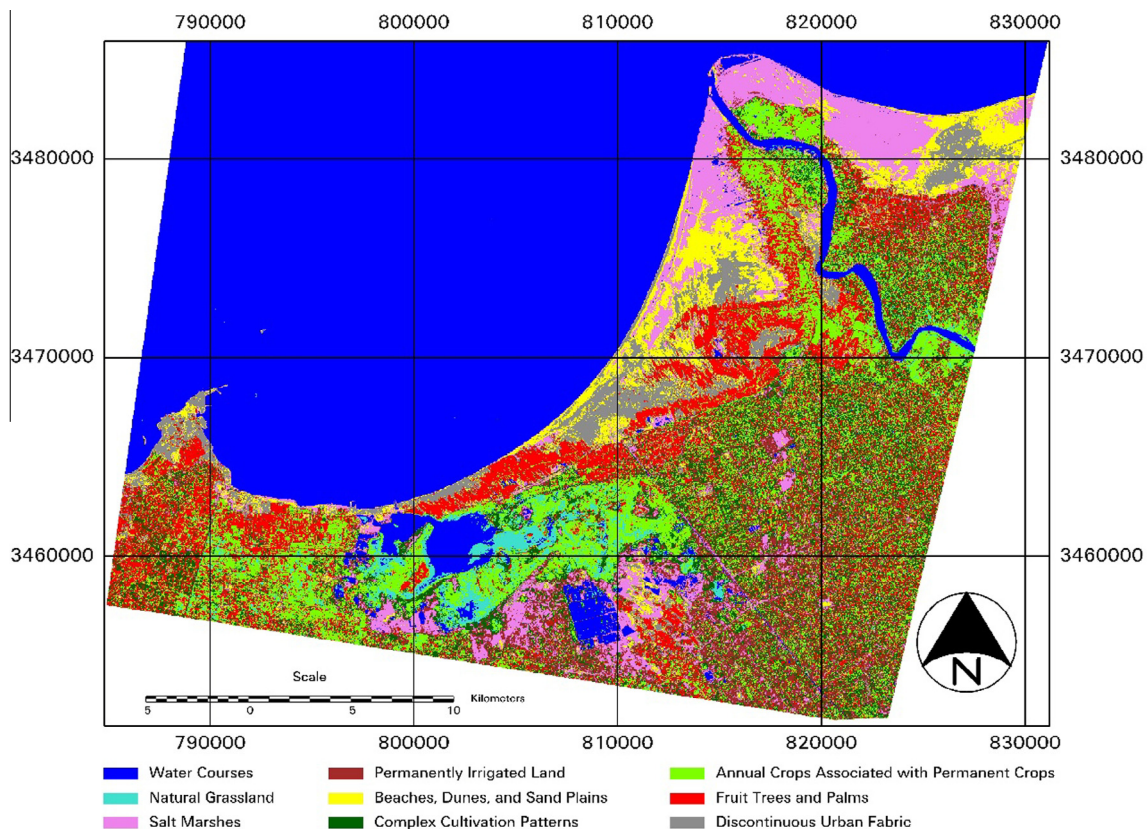 790000 800000 810000 820000 830000
3480000 3480000
3470000 3470000
3460000 3460000
N
Scale
5 0 5 10 Kilometers
790000 800000 810000 820000 830000
Water Courses Permanently Irrigated Land Annual Crops Associated with Permanent Crops
Natural Grassland Beaches, Dunes, and Sand Plains Fruit Trees and Palms
Salt Marshes Complex Cultivation Patterns Discontinuous Urban Fabric